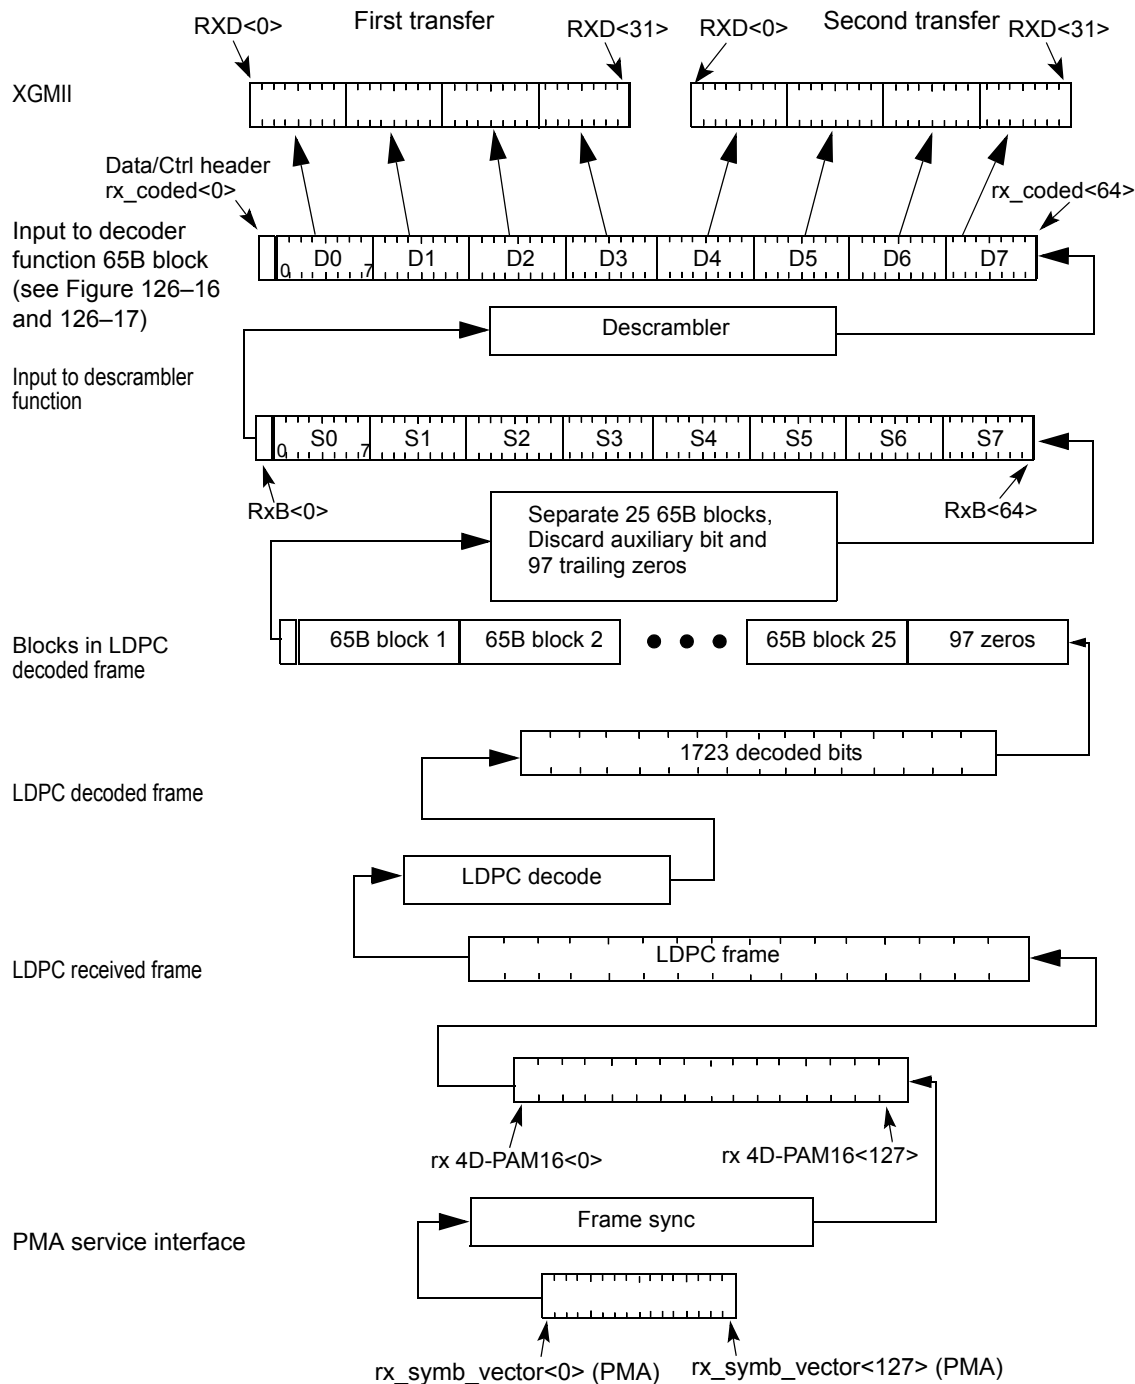 First transfer
Second transfer
RXD<0>
RXD<31>
RXD<0>
RXD<31>
XGMII
Data/Ctrl header
rx_coded<0>
rx_coded<64>
Input to decoder
function 65B block
(see Figure 126–16
and 126–17)
0 D0 7 D1 D2 D3 D4 D5 D6 D7
Descrambler
Input to descrambler
function
0 S0 7 S1 S2 S3 S4 S5 S6 S7
RxB<0>
RxB<64>
Separate 25 65B blocks,
Discard auxiliary bit and
97 trailing zeros
Blocks in LDPC
decoded frame
65B block 1 65B block 2 ● ● ● 65B block 25 97 zeros
1723 decoded bits
LDPC decoded frame
LDPC decode
LDPC frame
LDPC received frame
rx 4D-PAM16<0>
rx 4D-PAM16<127>
Frame sync
PMA service interface
rx_symb_vector<0> (PMA)
rx_symb_vector<127> (PMA)